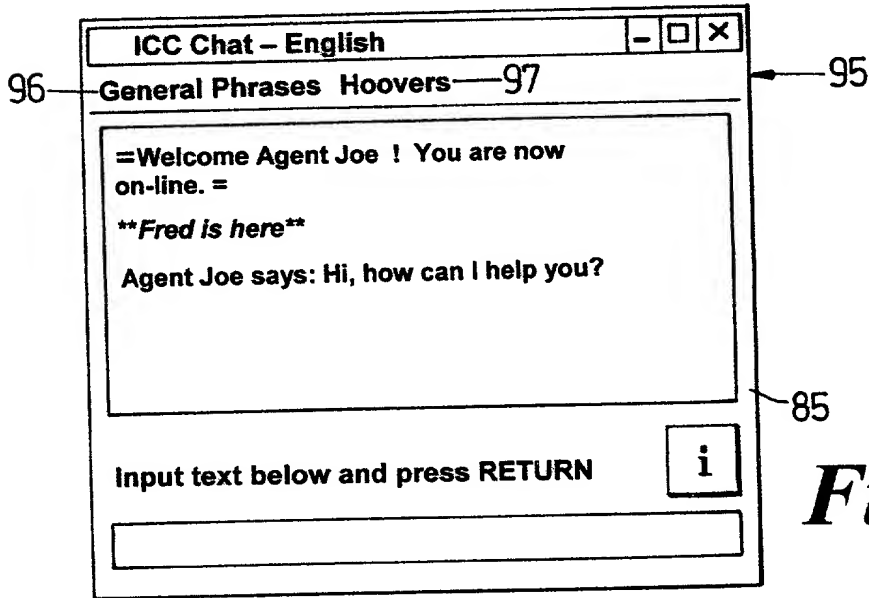 ICC Chat – English
96 General Phrases Hoovers 97
95
=Welcome Agent Joe ! You are now
on-line. =
**Fred is here**
Agent Joe says: Hi, how can I help you?
85
Input text below and press RETURN
i